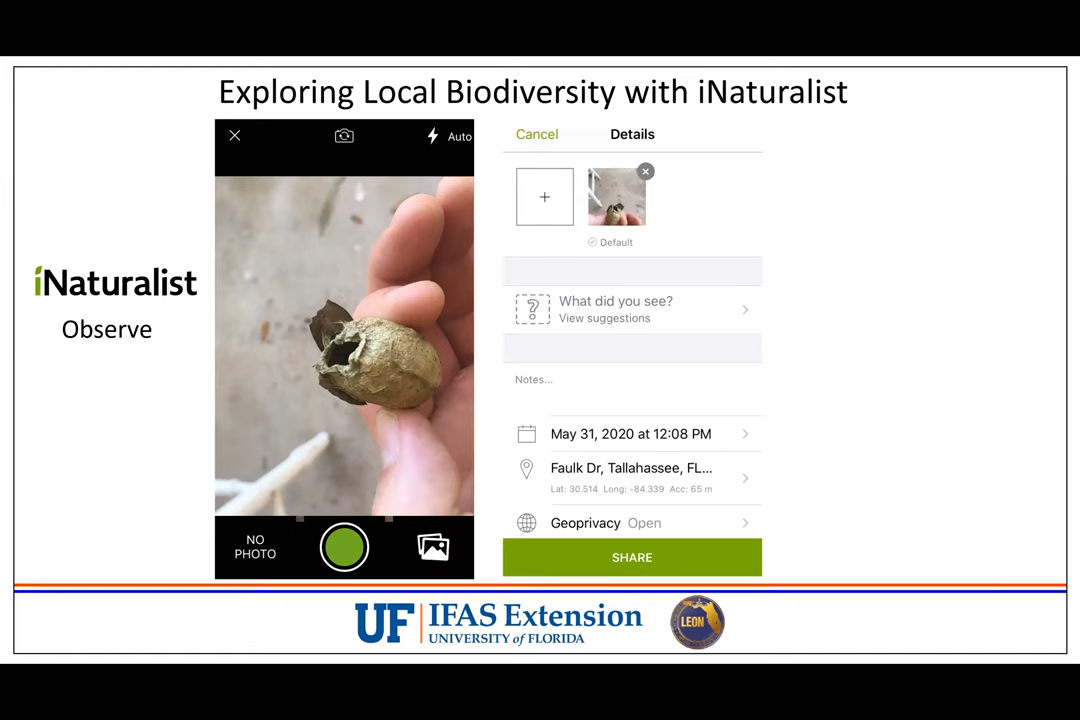 Exploring Local Biodiversity with iNaturalist
Auto
Cancel
Details
Default
iNaturalist
Observe
What did you see?
View suggestions
Notes...
May 31, 2020 at 12:08 PM
Faulk Dr, Tallahassee, FL...
Lat: 30.514 Long: -84.339 Acc: 65 m
Geoprivacy Open
NO
PHOTO
SHARE
UF IFAS Extension
UNIVERSITY of FLORIDA
LEON